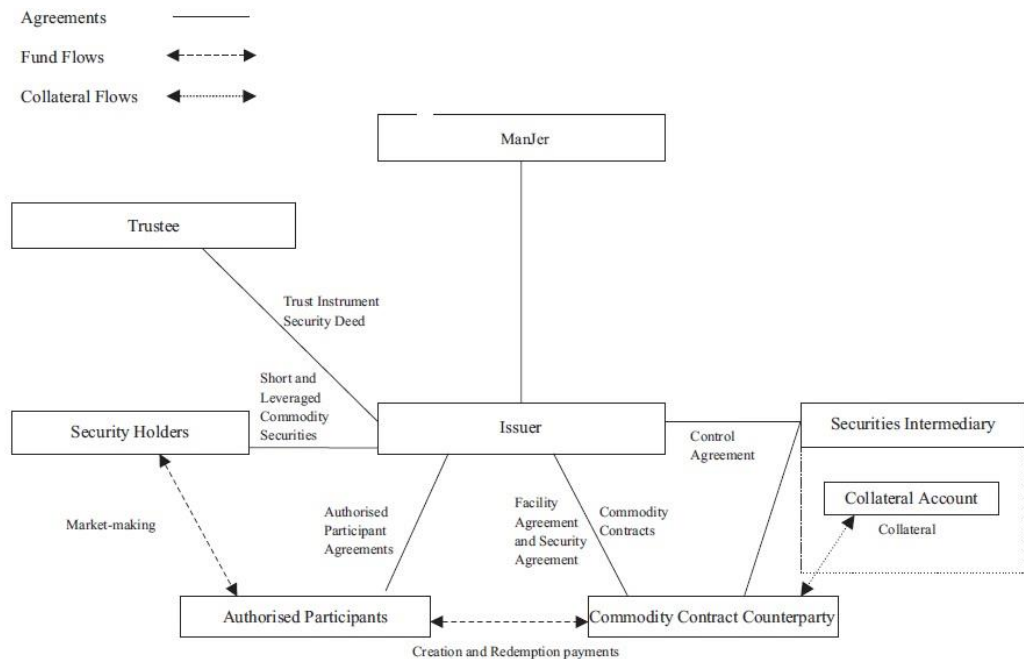 Agreements
Fund Flows
Collateral Flows
ManJer
Trustee
Trust Instrument
Security Deed
Short and
Leveraged
Commodity
Securities
Security Holders
Issuer
Securities Intermediary
Control
Agreement
Collateral Account
Collateral
Market-making
Authorised
Participant
Agreements
Facility
Agreement
and Security
Agreement
Commodity
Contracts
Authorised Participants
Commodity Contract Counterparty
Creation and Redemption payments